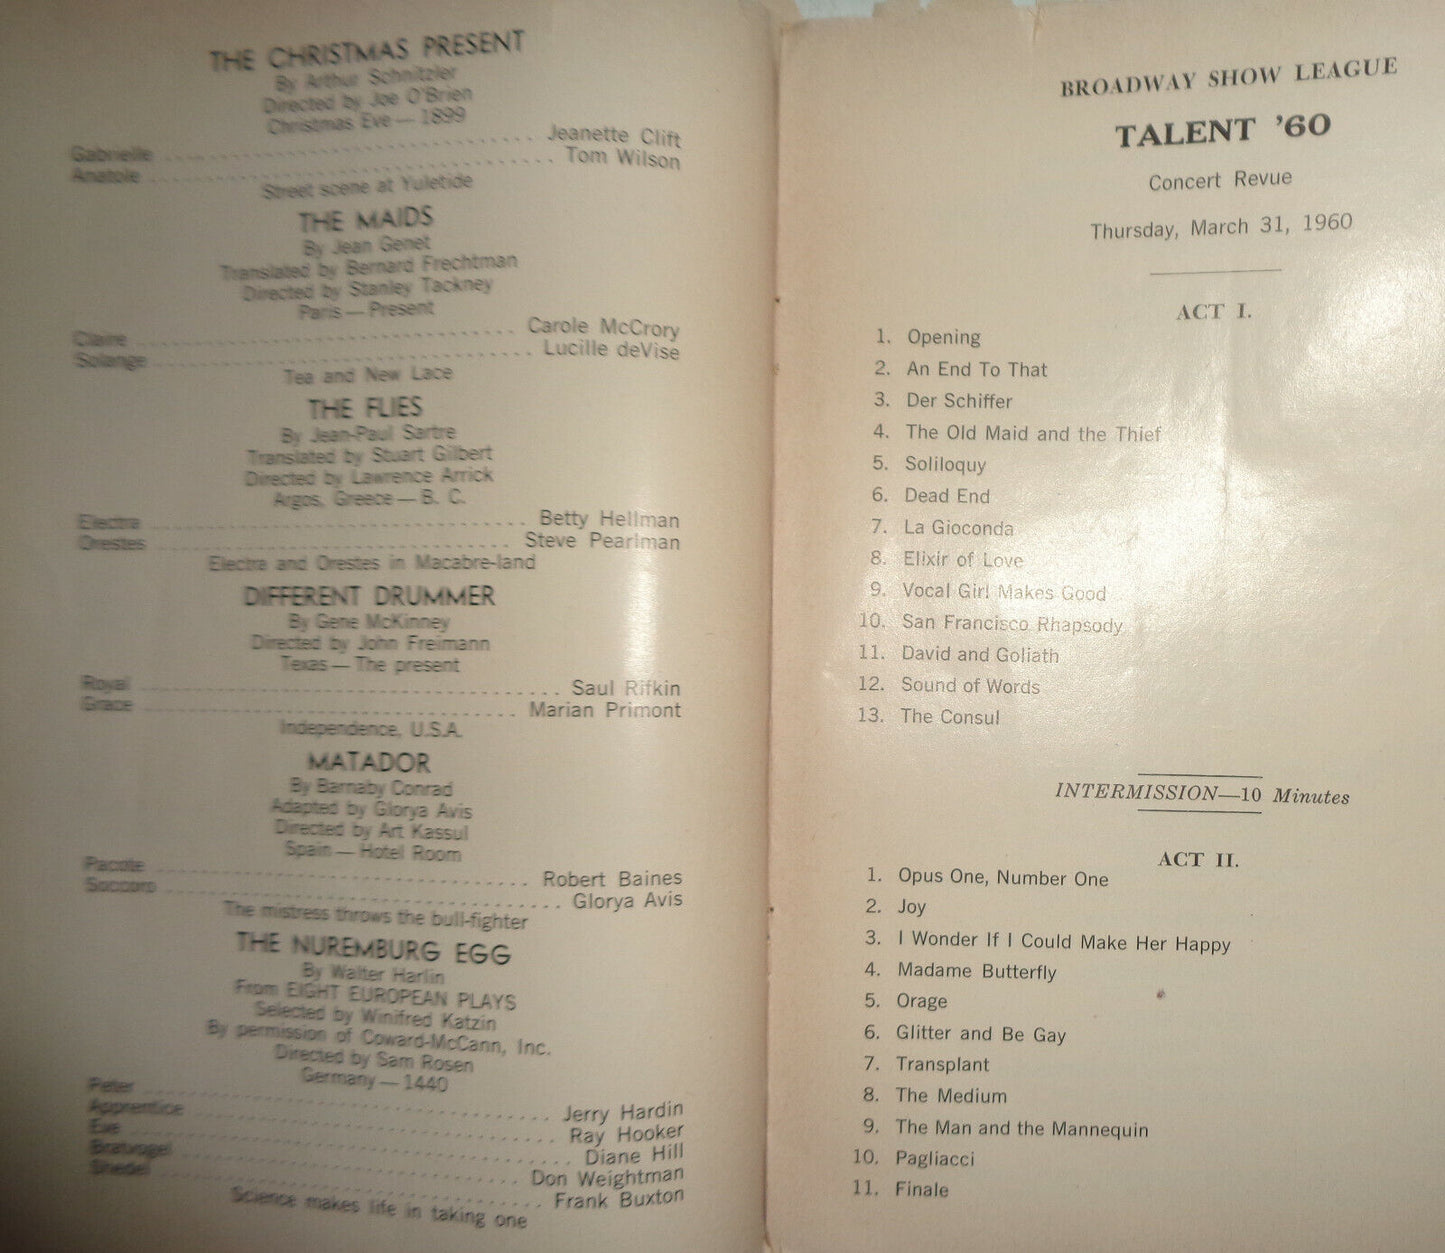 THE CHRISTMAS PRESENT
By Arthur Schnitzler
Directed by Joe O'Brien
Christmas Eve — 1899
Gabrielle .................................. Jeanette Clift
Anatole .................................. Tom Wilson
Street scene at Yuletide
THE MAIDS
By Jean Genet
Translated by Bernard Frechtman
Directed by Stanley Tackney
Paris — Present
Claire .................................. Carole McCrory
Solange .................................. Lucille deVise
Tea and New Lace
THE FLIES
By Jean-Paul Sartre
Translated by Stuart Gilbert
Directed by Lawrence Arrick
Argos, Greece — B. C.
Electra .................................. Betty Hellman
Orestes .................................. Steve Pearlman
Electra and Orestes in Macabre-land
DIFFERENT DRUMMER
By Gene McKinney
Directed by John Freimann
Texas — The present
Royal .................................. Saul Rifkin
Grace .................................. Marian Primont
Independence, U.S.A.
MATADOR
By Barnaby Conrad
Adapted by Glorya Avis
Directed by Art Kassul
Spain — Hotel Room
Pacote .................................. Robert Baines
Soccoro .................................. Glorya Avis
The mistress throws the bull-fighter
THE NUREMBURG EGG
By Walter Harlin
From EIGHT EUROPEAN PLAYS
Selected by Winifred Katzin
By permission of Coward-McCann, Inc.
Directed by Sam Rosen
Germany — 1440
Peter .................................. Jerry Hardin
Apprentice .................................. Ray Hooker
Eve .................................. Diane Hill
Bratvogel .................................. Don Weightman
Shedel .................................. Frank Buxton
Science makes life in taking one
BROADWAY SHOW LEAGUE
TALENT '60
Concert Revue
Thursday, March 31, 1960
ACT I.
1. Opening
2. An End To That
3. Der Schiffer
4. The Old Maid and the Thief
5. Soliloquy
6. Dead End
7. La Gioconda
8. Elixir of Love
9. Vocal Girl Makes Good
10. San Francisco Rhapsody
11. David and Goliath
12. Sound of Words
13. The Consul
INTERMISSION—10 Minutes
ACT II.
1. Opus One, Number One
2. Joy
3. I Wonder If I Could Make Her Happy
4. Madame Butterfly
5. Orage
6. Glitter and Be Gay
7. Transplant
8. The Medium
9. The Man and the Mannequin
10. Pagliacci
11. Finale